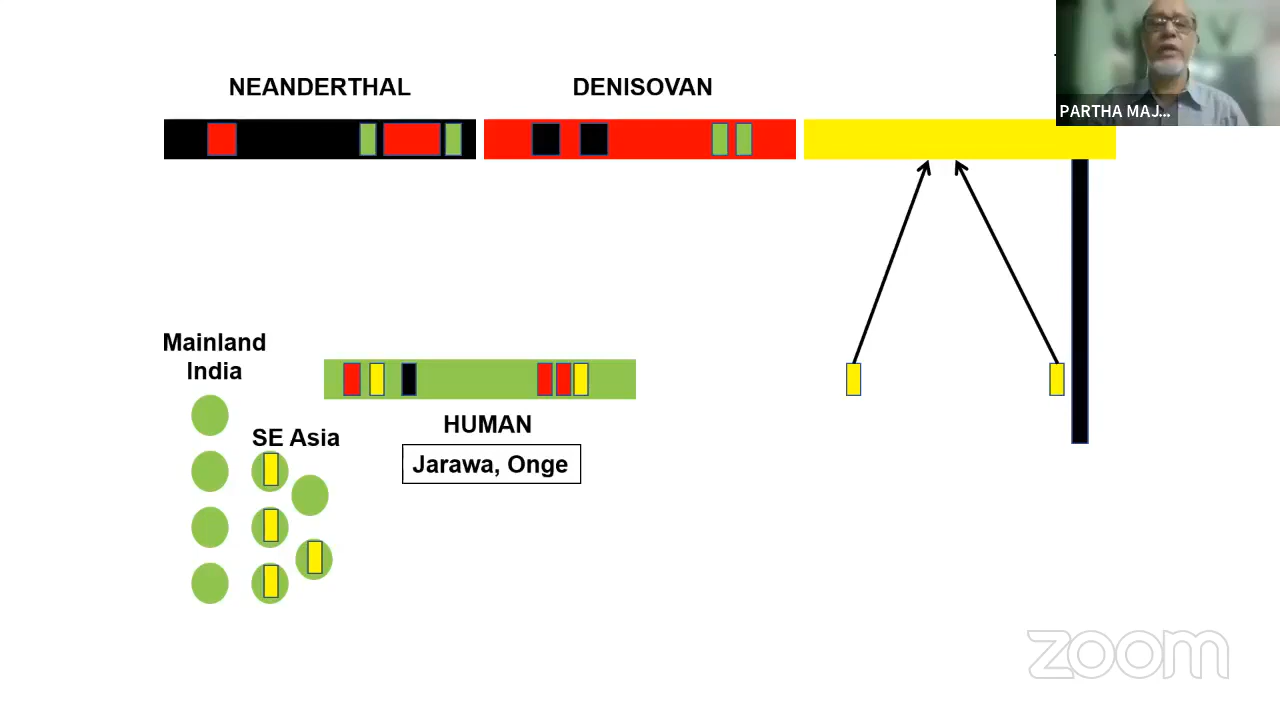 NEANDERTHAL
DENISOVAN
PARTHA MAJ...
Mainland
India
SE Asia
HUMAN
Jarawa, Onge
zoom